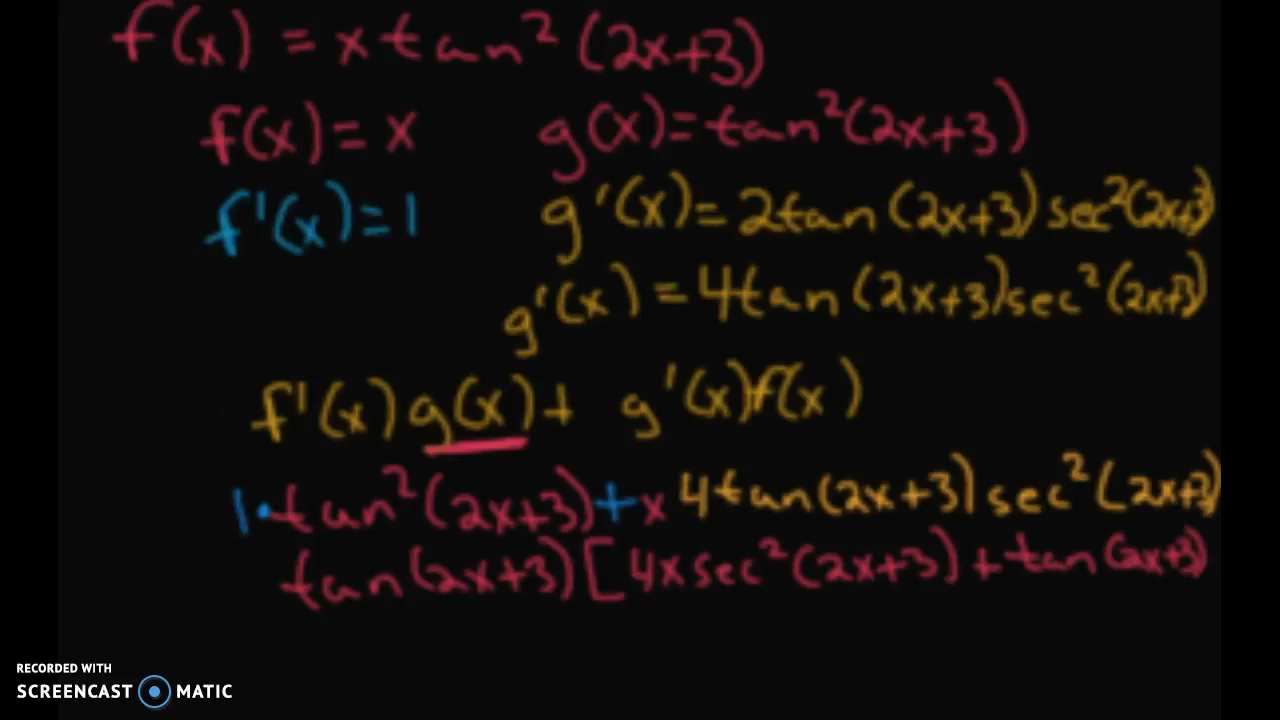 f(x) = x tan² (2x+3)
f(x) = x g(x) = tan²(2x+3)
f'(x) = 1 g'(x) = 2tan(2x+3) sec²(2x+3)
g'(x) = 4tan (2x+3) sec² (2x+3)
f'(x) g(x) + g'(x) f(x)
1 · tan² (2x+3) + x 4tan(2x+3) sec² (2x+3)
tan(2x+3) [4x sec² (2x+3) + tan (2x+3)
RECORDED WITH
SCREENCAST MATIC